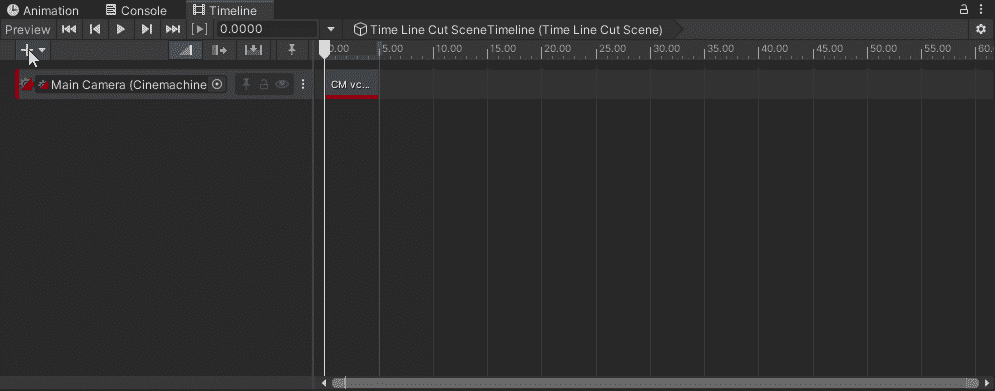 Animation Console Timeline
Preview 0.0000 Time Line Cut SceneTimeline (Time Line Cut Scene)
0.00 5.00 10.00 15.00 20.00 25.00 30.00 35.00 40.00 45.00 50.00 55.00 60.
Main Camera (Cinemachine CM vc...